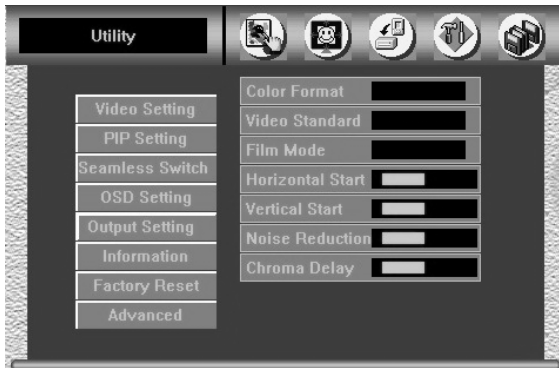 Utility
Video Setting
PIP Setting
Seamless Switch
OSD Setting
Output Setting
Information
Factory Reset
Advanced
Color Format
Video Standard
Film Mode
Horizontal Start
Vertical Start
Noise Reduction
Chroma Delay